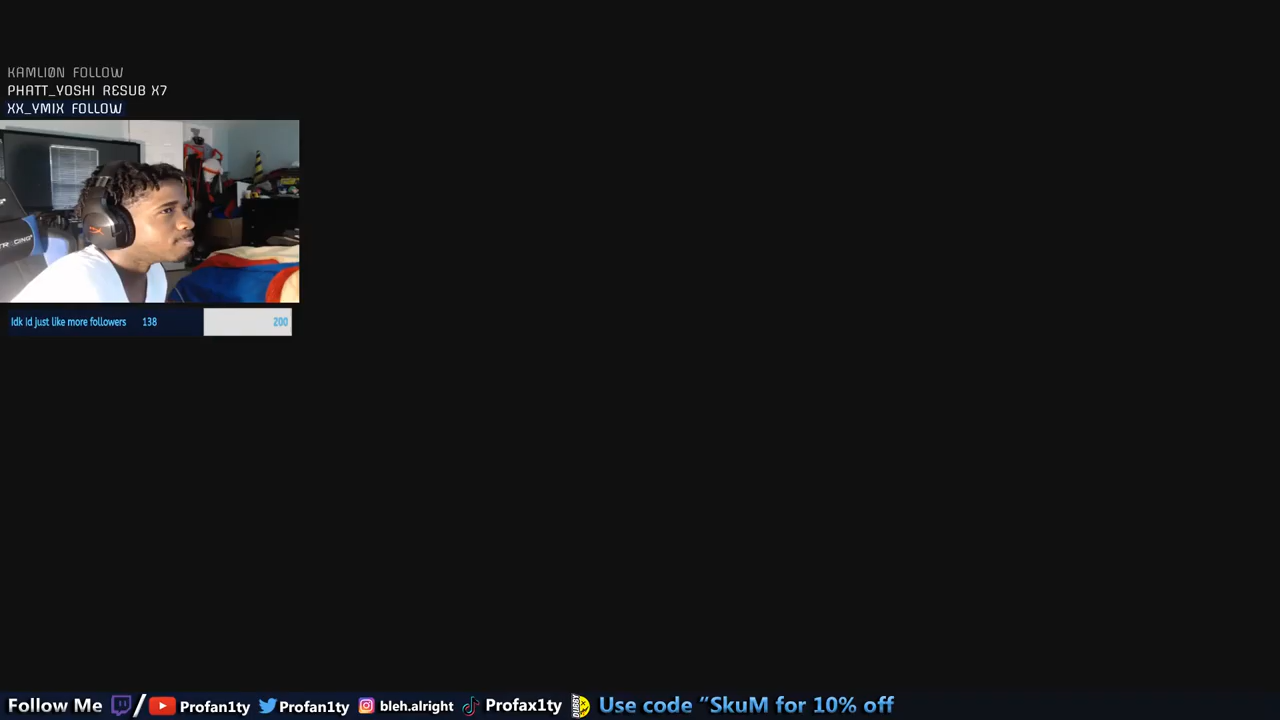 KAMLIØN FOLLOW
PHATT_YOSHI RESUB X7
XX_YMIX FOLLOW
Idk Id just like more followers 138 200
Follow Me / Profan1ty Profan1ty bleh.alright Profax1ty DUBBY Use code "SkuM for 10% off